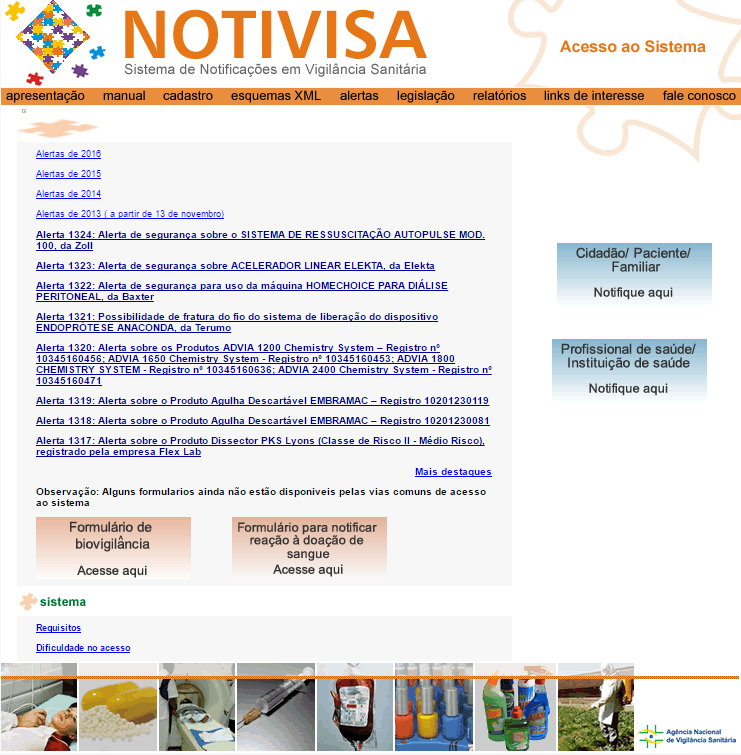 NOTIVISA
Sistema de Notificações em Vigilância Sanitária
Acesso ao Sistema
apresentação manual cadastro esquemas XML alertas legislação relatórios links de interesse fale conosco
Alertas de 2016
Alertas de 2015
Alertas de 2014
Alertas de 2013 ( a partir de 13 de novembro)
Alerta 1324: Alerta de segurança sobre o SISTEMA DE RESSUSCITAÇÃO AUTOPULSE MOD.
100, da Zoll
Alerta 1323: Alerta de segurança sobre ACELERADOR LINEAR ELEKTA, da Elekta
Alerta 1322: Alerta de segurança para uso da máquina HOMECHOICE PARA DIÁLISE
PERITONEAL, da Baxter
Alerta 1321: Possibilidade de fratura do fio do sistema de liberação do dispositivo
ENDOPRÓTESE ANACONDA, da Terumo
Alerta 1320: Alerta sobre os Produtos ADVIA 1200 Chemistry System – Registro nº
10345160456; ADVIA 1650 Chemistry System - Registro nº 10345160453; ADVIA 1800
CHEMISTRY SYSTEM - Registro nº 10345160636; ADVIA 2400 Chemistry System - Registro nº
10345160471
Alerta 1319: Alerta sobre o Produto Agulha Descartável EMBRAMAC – Registro 10201230119
Alerta 1318: Alerta sobre o Produto Agulha Descartável EMBRAMAC – Registro 10201230081
Alerta 1317: Alerta sobre o Produto Dissector PKS Lyons (Classe de Risco II - Médio Risco),
registrado pela empresa Flex Lab
Mais destaques
Observação: Alguns formularios ainda não estão disponiveis pelas vias comuns de acesso
ao sistema
Formulário de
biovigilância
Acesse aqui
Formulário para notificar
reação à doação de
sangue
Acesse aqui
Cidadão/ Paciente/
Familiar
Notifique aqui
Profissional de saúde/
Instituição de saúde
Notifique aqui
sistema
Requisitos
Dificuldade no acesso
Agência Nacional
de Vigilância Sanitária